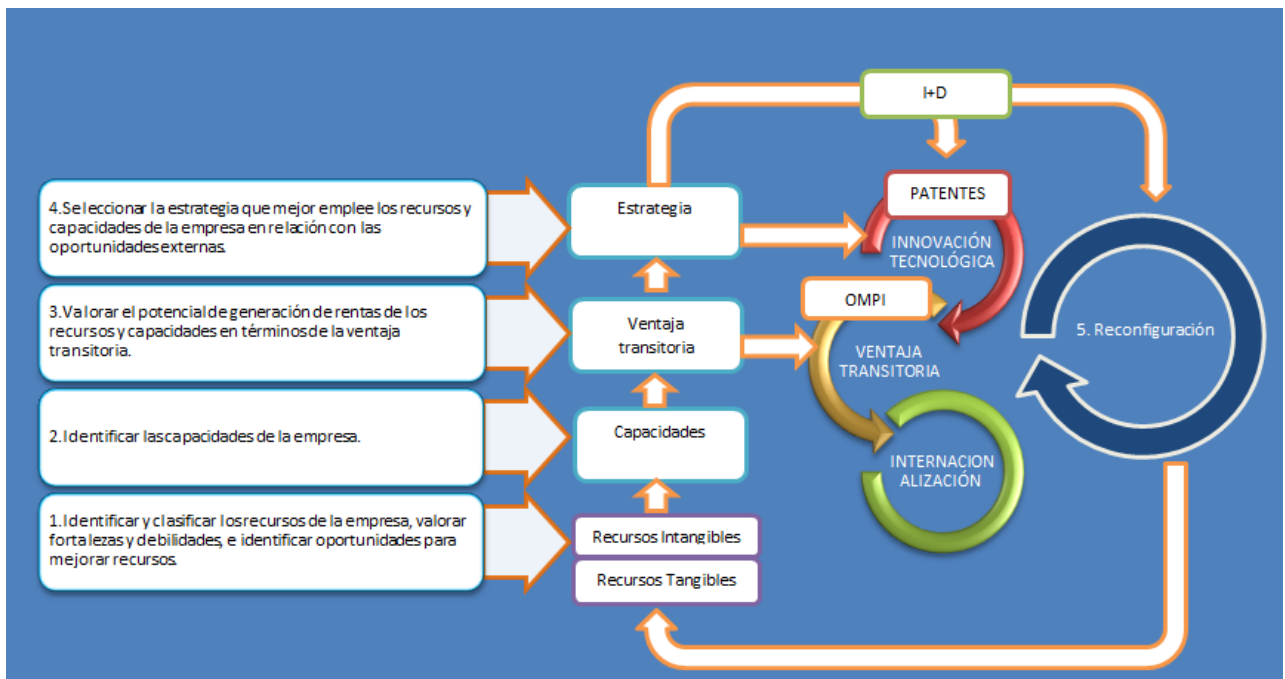 I+D
4.Seleccionar la estrategia que mejor emplee los recursos y
capacidades de la empresa en relación con las
oportunidades externas.
Estrategia
PATENTES
INNOVACIÓN
TECNOLÓGICA
3.Valorar el potencial de generación de rentas de los
recursos y capacidades en términos de la ventaja
transitoria.
Ventaja
transitoria
OMPI
VENTAJA
TRANSITORIA
5. Reconfiguración
2.Identificar las capacidades de la empresa.
Capacidades
INTERNACION
ALIZACIÓN
1.Identificar y clasificar los recursos de la empresa, valorar
fortalezas y debilidades, e identificar oportunidades para
mejorar recursos.
Recursos Intangibles
Recursos Tangibles